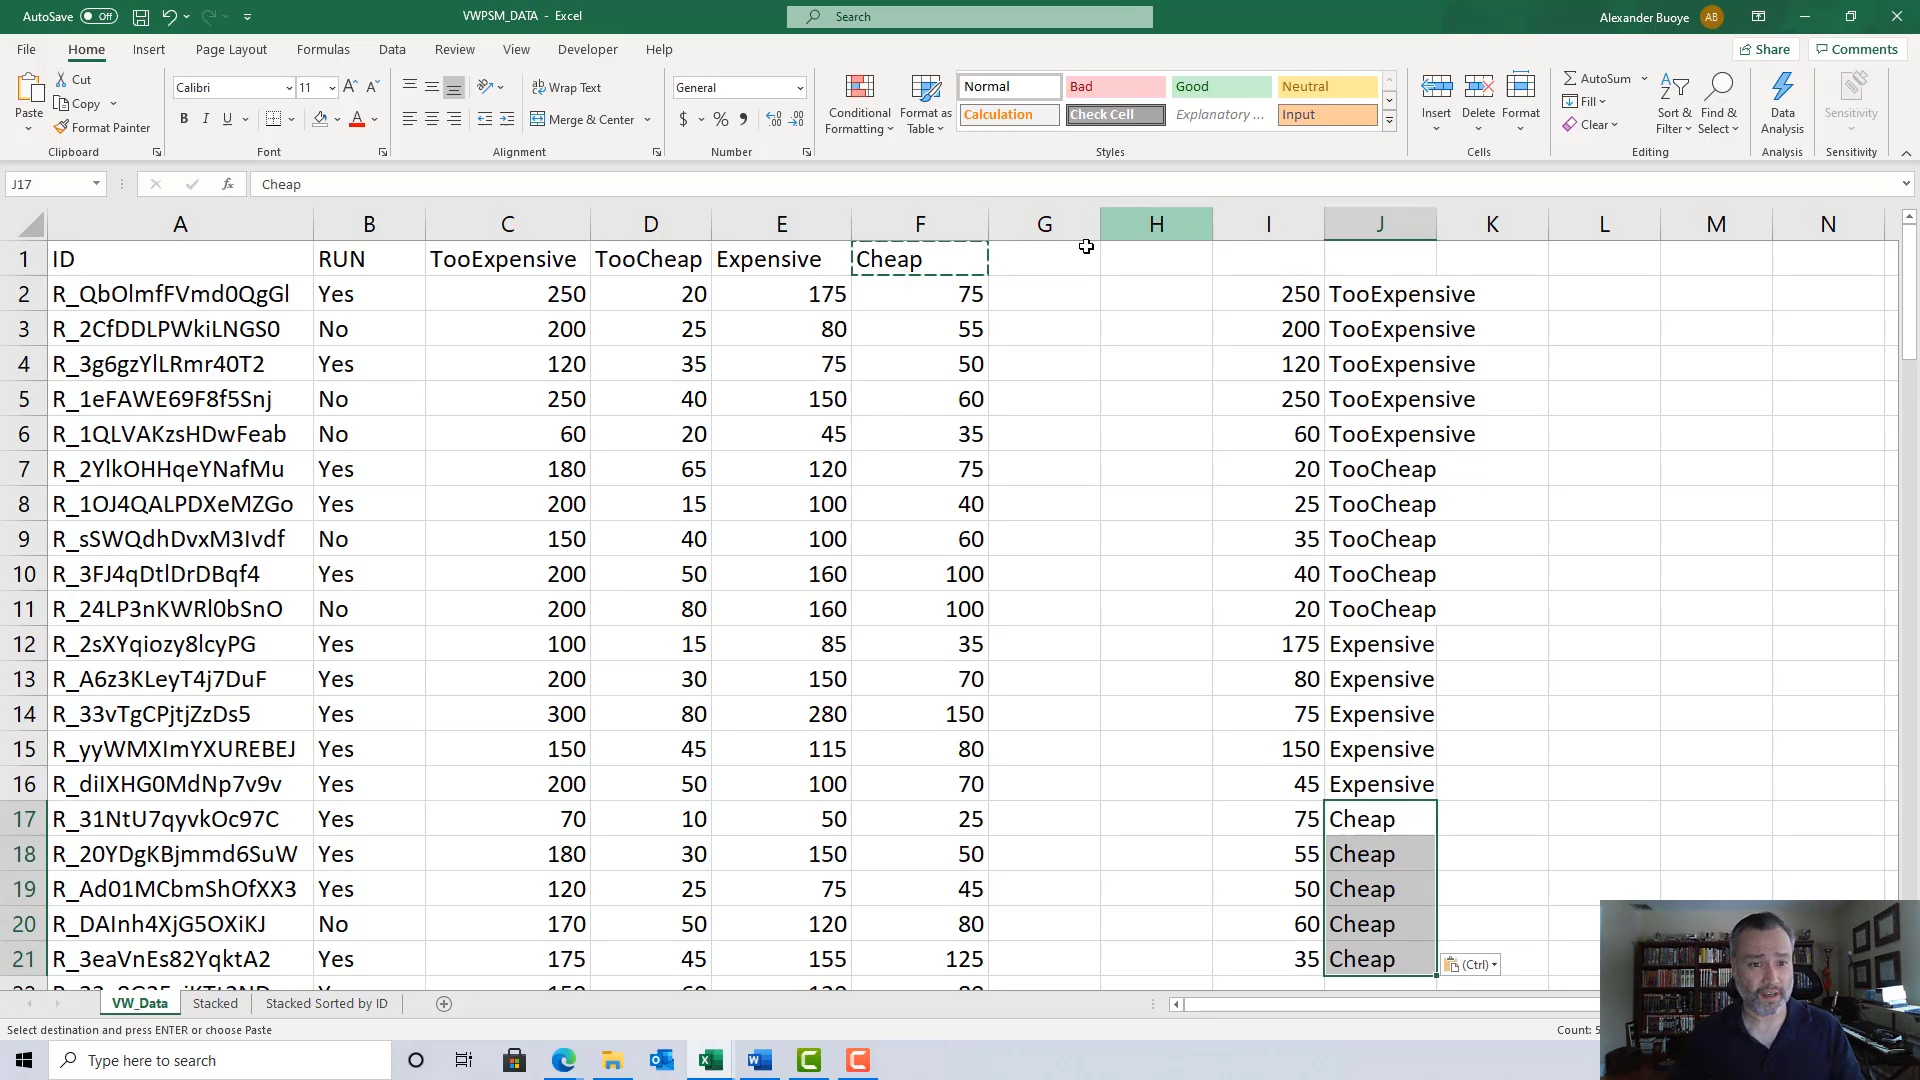 AutoSave Off
VWPSM_DATA - Excel
Search
Alexander Buoye AB
File Home Insert Page Layout Formulas Data Review View Developer Help
Share Comments
Paste
Cut
Copy
Format Painter
Clipboard
Calibri 11
B I U
Font
Wrap Text
Merge & Center
Alignment
General
$ % 9
Number
Conditional Formatting
Format as Table
Normal Bad Good Neutral
Calculation Check Cell Explanatory ... Input
Styles
Insert Delete Format
Cells
AutoSum
Fill
Clear
Sort & Filter
Find & Select
Editing
Data Analysis
Analysis
Sensitivity
Sensitivity
J17 fx Cheap
A B C D E F G H I J K L M N
1 ID RUN TooExpensive TooCheap Expensive Cheap
2 R_QbOlmfFVmd0QgGl Yes 250 20 175 75 250 TooExpensive
3 R_2CfDDLPWkiLNGS0 No 200 25 80 55 200 TooExpensive
4 R_3g6gzYlLRmr40T2 Yes 120 35 75 50 120 TooExpensive
5 R_1eFAWE69F8f5Snj No 250 40 150 60 250 TooExpensive
6 R_1QLVAKzsHDwFeab No 60 20 45 35 60 TooExpensive
7 R_2YlkOHHqeYNafMu Yes 180 65 120 75 20 TooCheap
8 R_1OJ4QALPDXeMZGo Yes 200 15 100 40 25 TooCheap
9 R_sSWQdhDvxM3Ivdf No 150 40 100 60 35 TooCheap
10 R_3FJ4qDtlDrDBqf4 Yes 200 50 160 100 40 TooCheap
11 R_24LP3nKWRl0bSnO No 200 80 160 100 20 TooCheap
12 R_2sXYqiozy8lcyPG Yes 100 15 85 35 175 Expensive
13 R_A6z3KLeyT4j7DuF Yes 200 30 150 70 80 Expensive
14 R_33vTgCPjtjZzDs5 Yes 300 80 280 150 75 Expensive
15 R_yyWMXImYXUREBEJ Yes 150 45 115 80 150 Expensive
16 R_diIXHG0MdNp7v9v Yes 200 50 100 70 45 Expensive
17 R_31NtU7qyvkOc97C Yes 70 10 50 25 75 Cheap
18 R_20YDgKBjmmd6SuW Yes 180 30 150 50 55 Cheap
19 R_Ad01MCbmShOfXX3 Yes 120 25 75 45 50 Cheap
20 R_DAInh4XjG5OXiKJ No 170 50 120 80 60 Cheap
21 R_3eaVnEs82YqktA2 Yes 175 45 155 125 35 Cheap
(Ctrl)
VW_Data Stacked Stacked Sorted by ID
Select destination and press ENTER or choose Paste
Type here to search